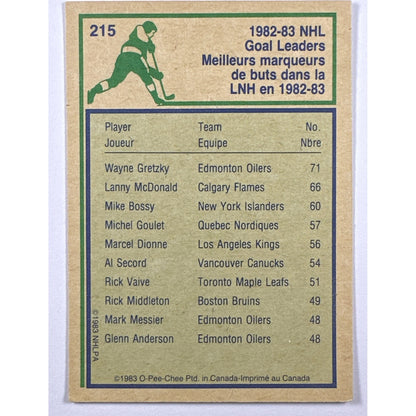 215
1982-83 NHL
Goal Leaders
Meilleurs marqueurs
de buts dans la
LNH en 1982-83
Player Team No.
Joueur Equipe Nbre
Wayne Gretzky Edmonton Oilers 71
Lanny McDonald Calgary Flames 66
Mike Bossy New York Islanders 60
Michel Goulet Quebec Nordiques 57
Marcel Dionne Los Angeles Kings 56
Al Secord Vancouver Canucks 54
Rick Vaive Toronto Maple Leafs 51
Rick Middleton Boston Bruins 49
Mark Messier Edmonton Oilers 48
Glenn Anderson Edmonton Oilers 48
©1983 NHLPA
©1983 O-Pee-Chee Ptd. in Canada-Imprimé au Canada